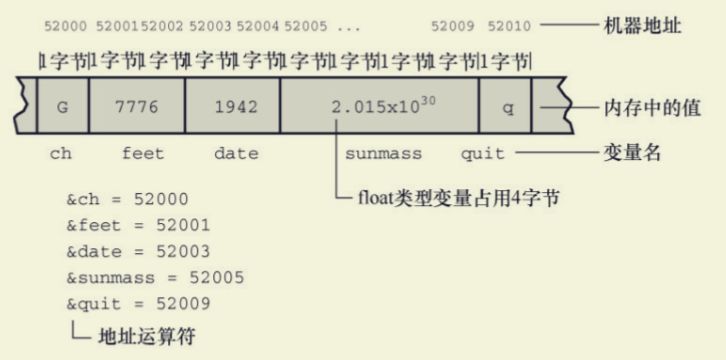 52000 52001 52002 52003 52004 52005 ... 52009 52010 机器地址
1字节 1字节 1字节 1字节 1字节 1字节 1字节 1字节 1字节 1字节
G 7776 1942 2.015x10³⁰ q 内存中的值
ch feet date sunmass quit 变量名
float类型变量占用4字节
&ch = 52000
&feet = 52001
&date = 52003
&sunmass = 52005
&quit = 52009
地址运算符